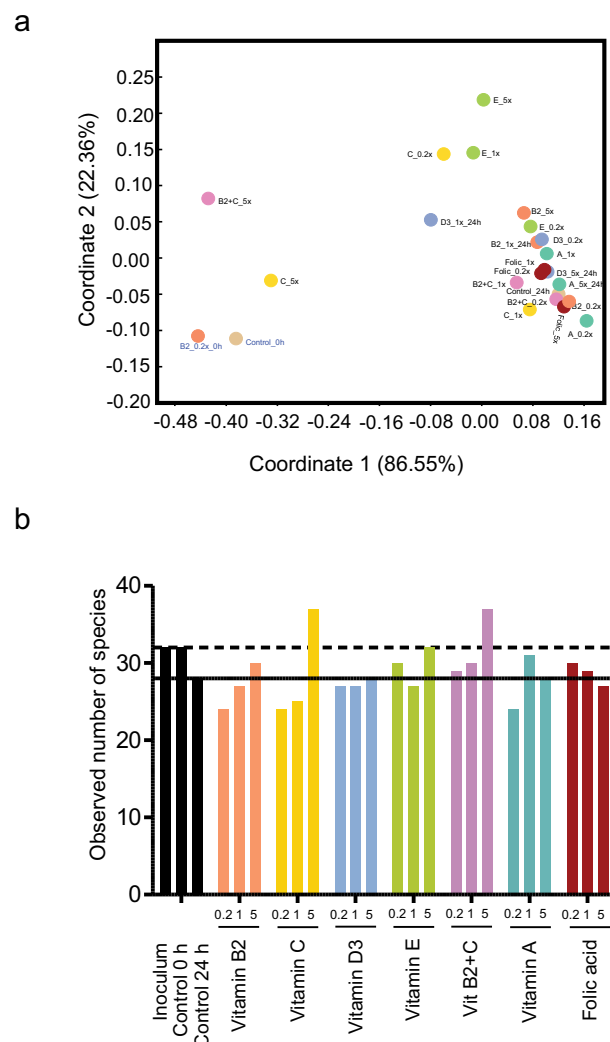 a
0.25
0.20
0.15
0.10
0.05
0.00
-0.05
-0.10
-0.15
-0.20
Coordinate 2 (22.36%)
E_5x
C_0.2x
E_1x
B2+C_5x
D3_1x_24h
B2_5x
E_0.2x
D3_0.2x
B2_1x_24h
A_1x
Folic_1x
Folic_0.2x
D3_5x_24h
B2+C_1x
A_5x_24h
Control_24h
C_5x
B2+C_0.2x
B2_0.2x
C_1x
Folic_5x
A_0.2x
B2_0.2x_0h
Control_0h
-0.48 -0.40 -0.32 -0.24 -0.16 -0.08 0.00 0.08 0.16
Coordinate 1 (86.55%)
b
40
30
20
10
0
Observed number of species
0.2 1 5 0.2 1 5 0.2 1 5 0.2 1 5 0.2 1 5 0.2 1 5 0.2 1 5
Inoculum
Control 0 h
Control 24 h
Vitamin B2
Vitamin C
Vitamin D3
Vitamin E
Vit B2+C
Vitamin A
Folic acid